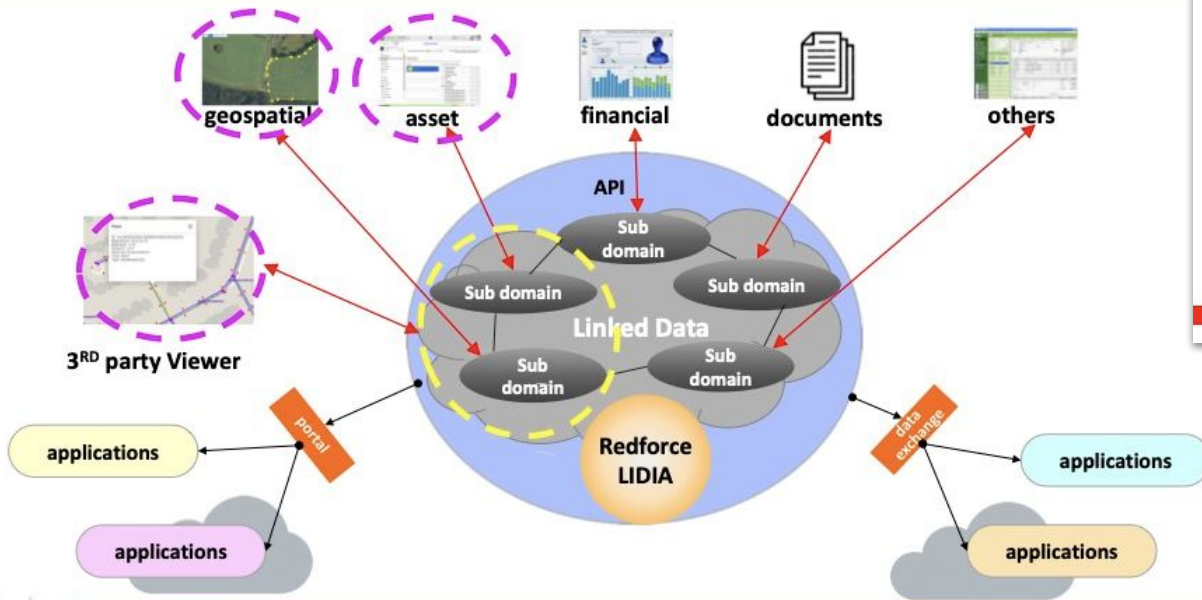 geospatial
asset
financial
documents
others
API
Sub
domain
Sub domain
Sub domain
Linked Data
Sub
domain
Sub
domain
3RD party Viewer
portal
data
exchange
Redforce
LIDIA
applications
applications
applications
applications